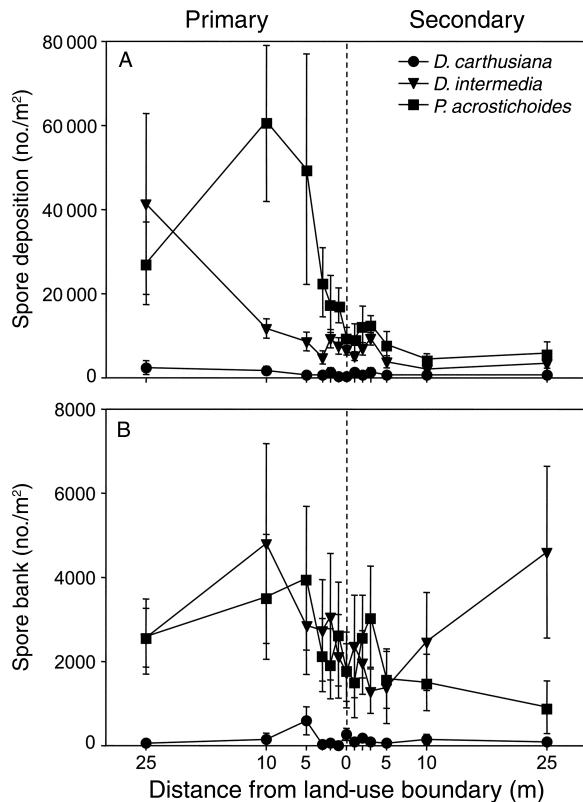 Primary Secondary
80 000
A
D. carthusiana
D. intermedia
P. acrostichoides
60 000
40 000
20 000
0
Spore deposition (no./m²)
8000
B
6000
4000
2000
0
Spore bank (no./m²)
25 10 5 0 5 10 25
Distance from land-use boundary (m)